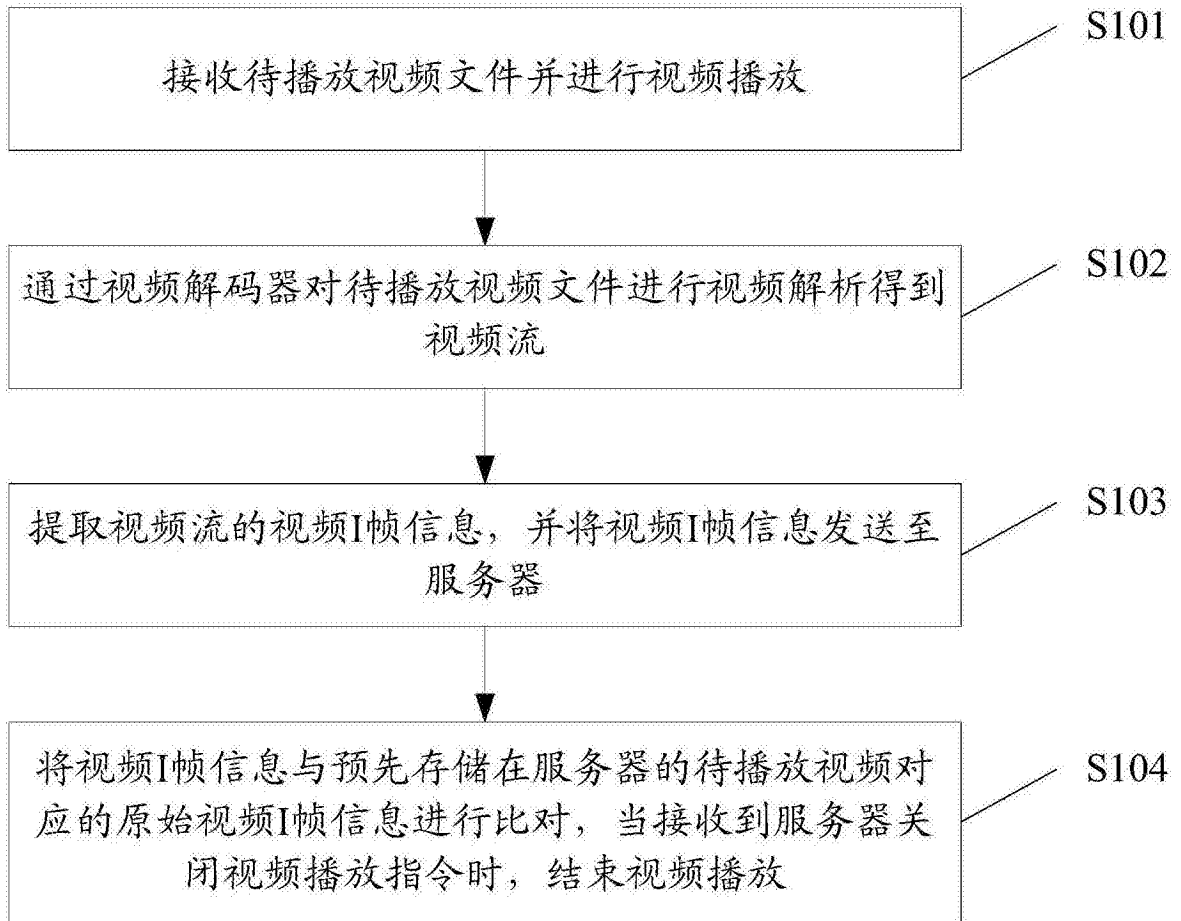 S101
接收待播放视频文件并进行视频播放
S102
通过视频解码器对待播放视频文件进行视频解析得到
视频流
S103
提取视频流的视频I帧信息，并将视频I帧信息发送至
服务器
S104
将视频I帧信息与预先存储在服务器的待播放视频对
应的原始视频I帧信息进行比对，当接收到服务器关
闭视频播放指令时，结束视频播放